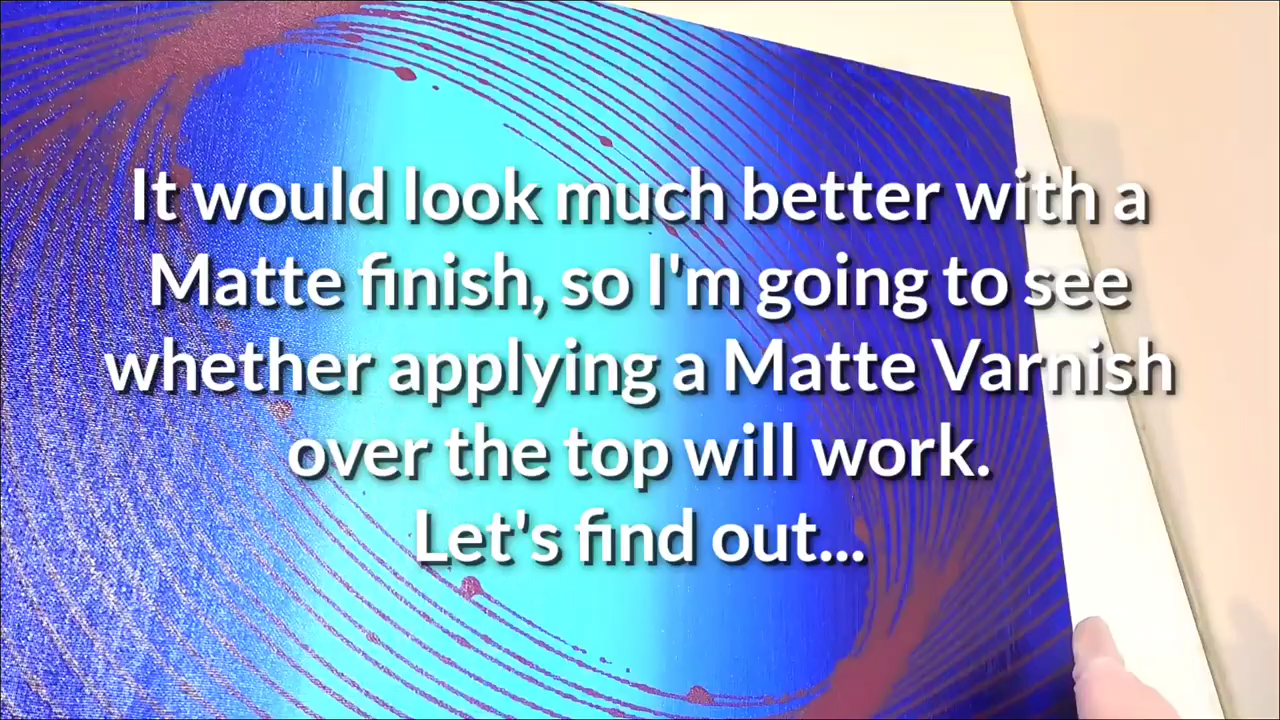 It would look much better with a
Matte finish, so I'm going to see
whether applying a Matte Varnish
over the top will work.
Let's find out...